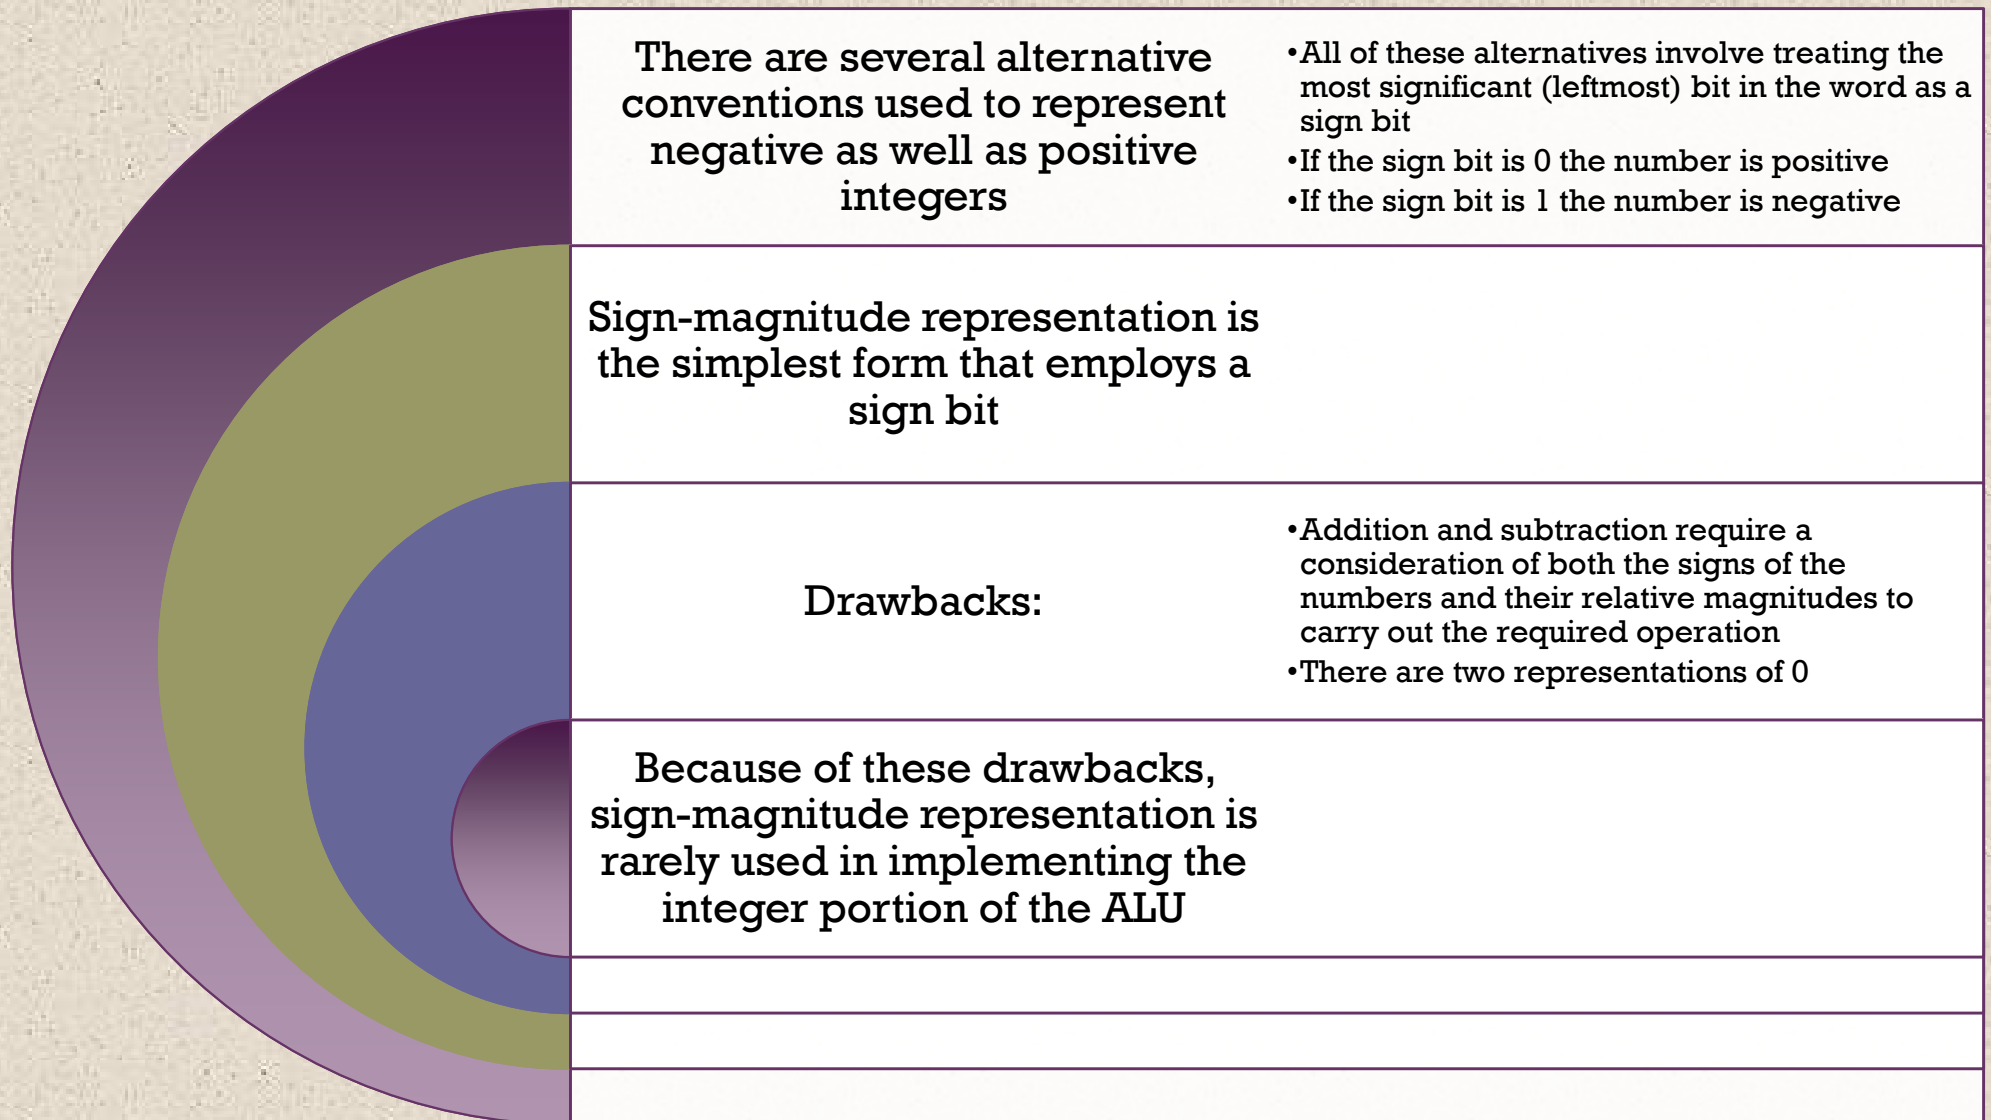 There are several alternative
conventions used to represent
negative as well as positive
integers
•All of these alternatives involve treating the
most significant (leftmost) bit in the word as a
sign bit
•If the sign bit is 0 the number is positive
•If the sign bit is 1 the number is negative
Sign-magnitude representation is
the simplest form that employs a
sign bit
Drawbacks:
•Addition and subtraction require a
consideration of both the signs of the
numbers and their relative magnitudes to
carry out the required operation
•There are two representations of 0
Because of these drawbacks,
sign-magnitude representation is
rarely used in implementing the
integer portion of the ALU